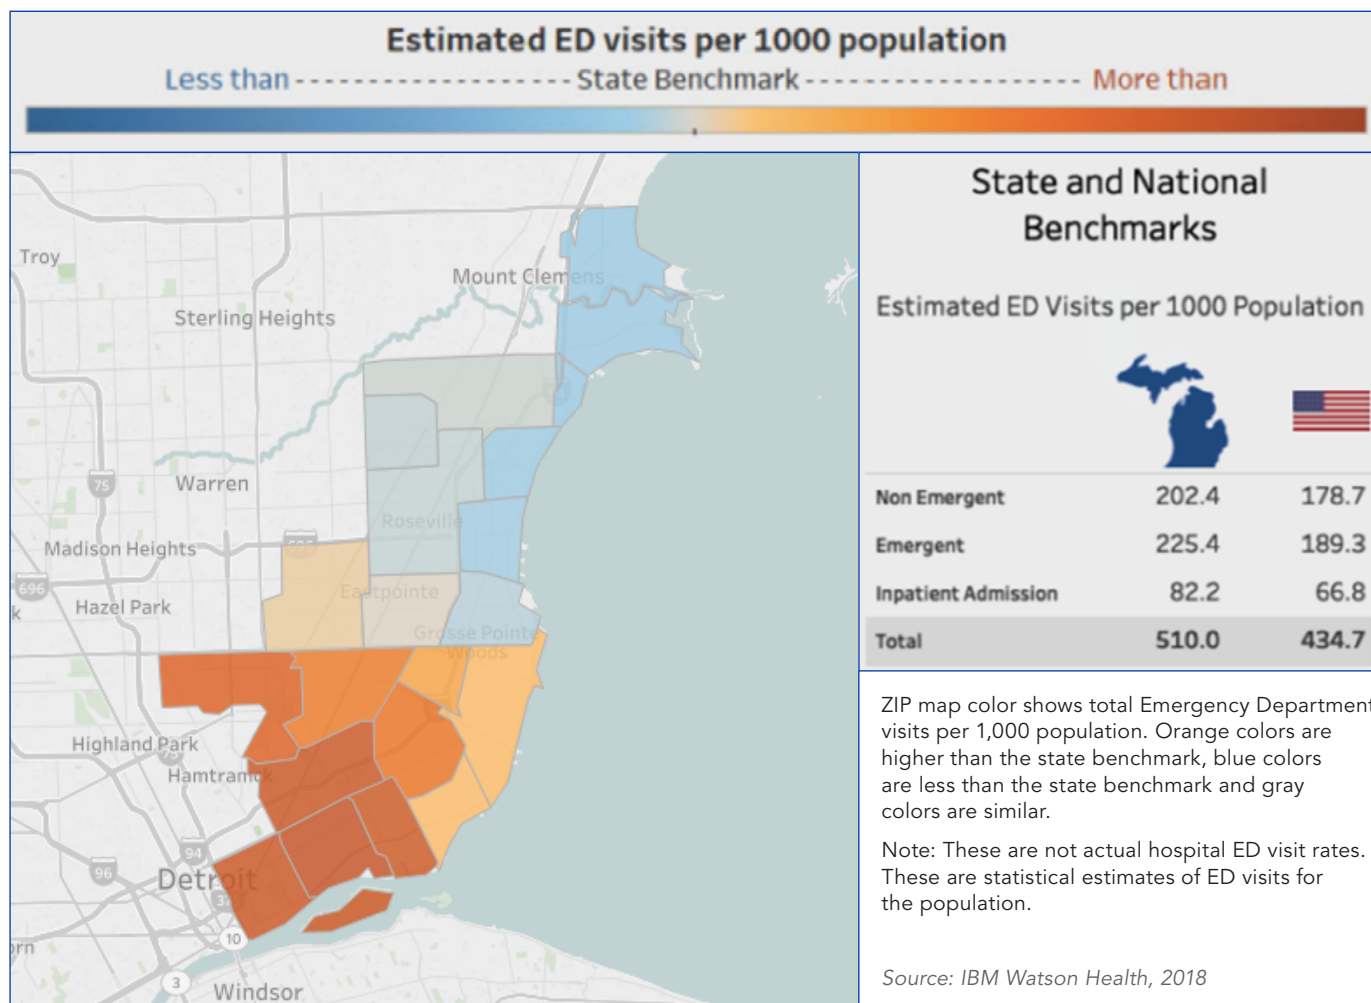 Estimated ED visits per 1000 population
Less than - - - - - - - - - - - - - - - - - - State Benchmark - - - - - - - - - - - - - - - - - - More than
State and National
Benchmarks
Estimated ED Visits per 1000 Population
Non Emergent 202.4 178.7
Emergent 225.4 189.3
Inpatient Admission 82.2 66.8
Total 510.0 434.7
ZIP map color shows total Emergency Department
visits per 1,000 population. Orange colors are
higher than the state benchmark, blue colors
are less than the state benchmark and gray
colors are similar.
Note: These are not actual hospital ED visit rates.
These are statistical estimates of ED visits for
the population.
Source: IBM Watson Health, 2018
Troy
Mount Clemens
Sterling Heights
75
Warren
Roseville
Madison Heights
696
696
Hazel Park
Eastpointe
Grosse Pointe
Woods
Highland Park
75
Hamtramck
94
96
Detroit
10
3
Windsor